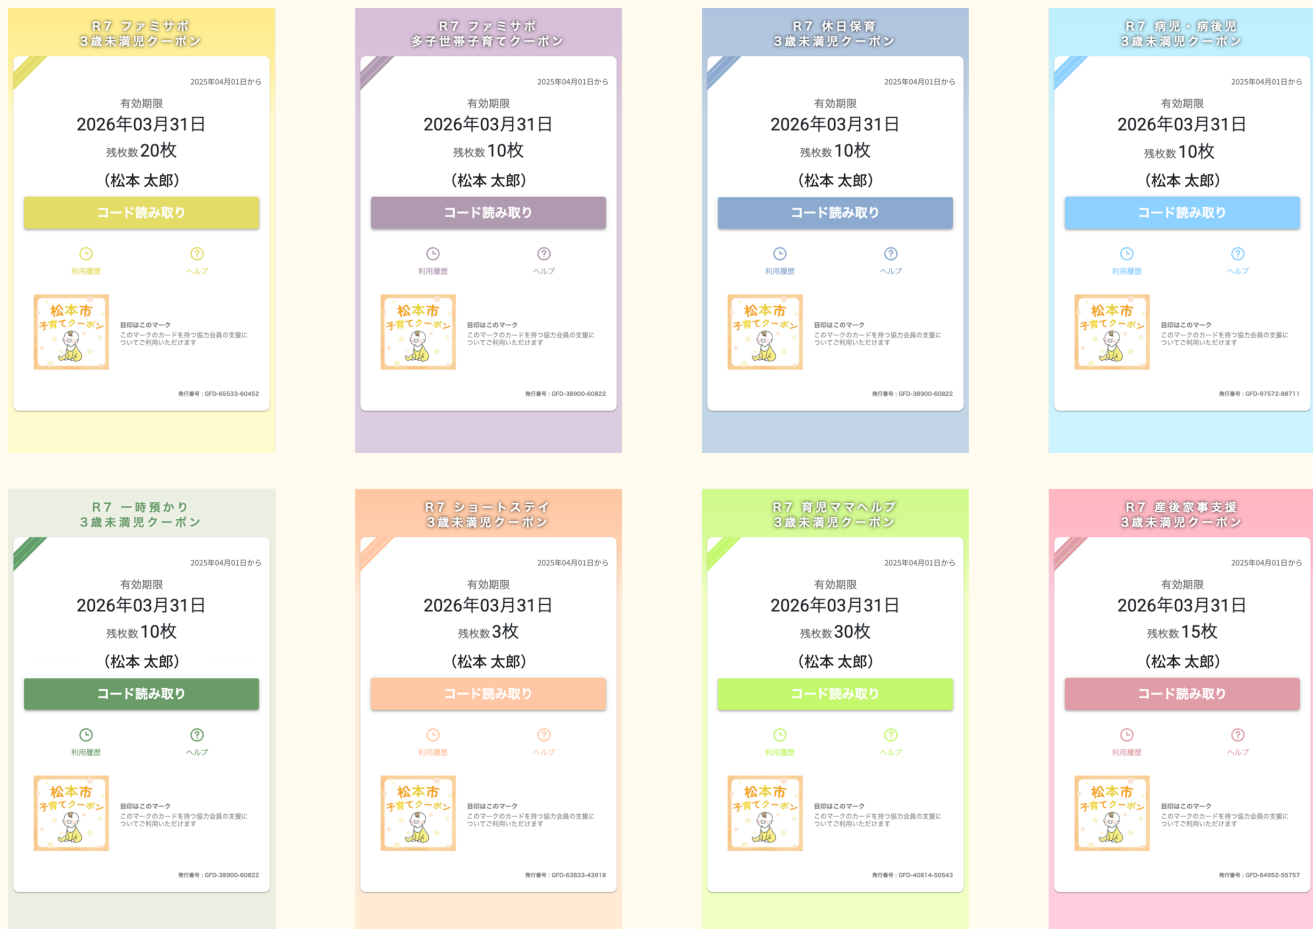 R7 ファミサポ
3歳未満児クーポン
2025年04月01日から
有効期限
2026年03月31日
残枚数20枚
（松本 太郎）
コード読み取り
利用履歴
ヘルプ
松本市
子育てクーポン
目印はこのマーク
このマークのカードを持つ協力会員の支援に
ついてご利用いただけます
発行番号：GFD-65533-60452
R7 ファミサポ
多子世帯子育てクーポン
2025年04月01日から
有効期限
2026年03月31日
残枚数10枚
（松本 太郎）
コード読み取り
利用履歴
ヘルプ
松本市
子育てクーポン
目印はこのマーク
このマークのカードを持つ協力会員の支援に
ついてご利用いただけます
発行番号：GFD-38900-60822
R7 休日保育
3歳未満児クーポン
2025年04月01日から
有効期限
2026年03月31日
残枚数10枚
（松本 太郎）
コード読み取り
利用履歴
ヘルプ
松本市
子育てクーポン
目印はこのマーク
このマークのカードを持つ協力会員の支援に
ついてご利用いただけます
発行番号：GFD-38900-60822
R7 病児・病後児
3歳未満児クーポン
2025年04月01日から
有効期限
2026年03月31日
残枚数10枚
（松本 太郎）
コード読み取り
利用履歴
ヘルプ
松本市
子育てクーポン
目印はこのマーク
このマークのカードを持つ協力会員の支援に
ついてご利用いただけます
発行番号：GFD-97572-88711
R7 一時預かり
3歳未満児クーポン
2025年04月01日から
有効期限
2026年03月31日
残枚数10枚
（松本 太郎）
コード読み取り
利用履歴
ヘルプ
松本市
子育てクーポン
目印はこのマーク
このマークのカードを持つ協力会員の支援に
ついてご利用いただけます
発行番号：GFD-38900-60822
R7 ショートステイ
3歳未満児クーポン
2025年04月01日から
有効期限
2026年03月31日
残枚数3枚
（松本 太郎）
コード読み取り
利用履歴
ヘルプ
松本市
子育てクーポン
目印はこのマーク
このマークのカードを持つ協力会員の支援に
ついてご利用いただけます
発行番号：GFD-63833-43918
R7 育児ママヘルプ
3歳未満児クーポン
2025年04月01日から
有効期限
2026年03月31日
残枚数30枚
（松本 太郎）
コード読み取り
利用履歴
ヘルプ
松本市
子育てクーポン
目印はこのマーク
このマークのカードを持つ協力会員の支援に
ついてご利用いただけます
発行番号：GFD-40814-50543
R7 産後家事支援
3歳未満児クーポン
2025年04月01日から
有効期限
2026年03月31日
残枚数15枚
（松本 太郎）
コード読み取り
利用履歴
ヘルプ
松本市
子育てクーポン
目印はこのマーク
このマークのカードを持つ協力会員の支援に
ついてご利用いただけます
発行番号：GFD-64952-55757